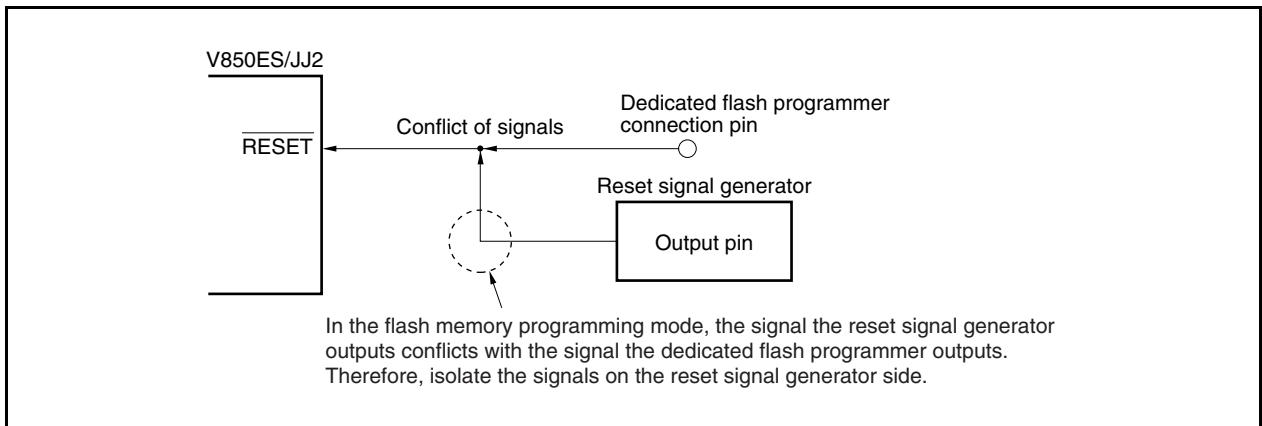 V850ES/JJ2
RESET
Conflict of signals
Dedicated flash programmer
connection pin
Reset signal generator
Output pin
In the flash memory programming mode, the signal the reset signal generator
outputs conflicts with the signal the dedicated flash programmer outputs.
Therefore, isolate the signals on the reset signal generator side.